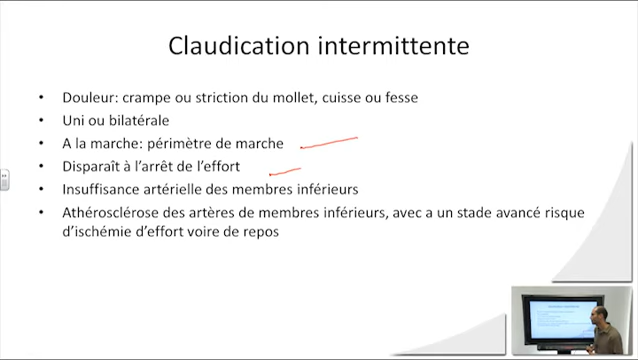 Claudication intermittente
• Douleur: crampe ou striction du mollet, cuisse ou fesse
• Uni ou bilatérale
• A la marche: périmètre de marche
• Disparaît à l'arrêt de l'effort
• Insuffisance artérielle des membres inférieurs
• Athérosclérose des artères de membres inférieurs, avec a un stade avancé risque
d'ischémie d'effort voire de repos